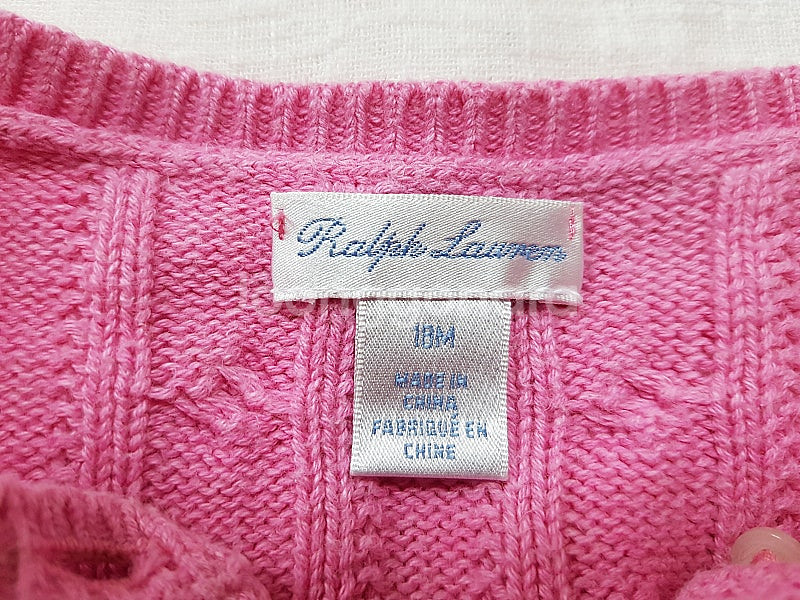 Ralph Lauren
18M
MADE IN
CHINA
FABRIQUÉ EN
CHINE